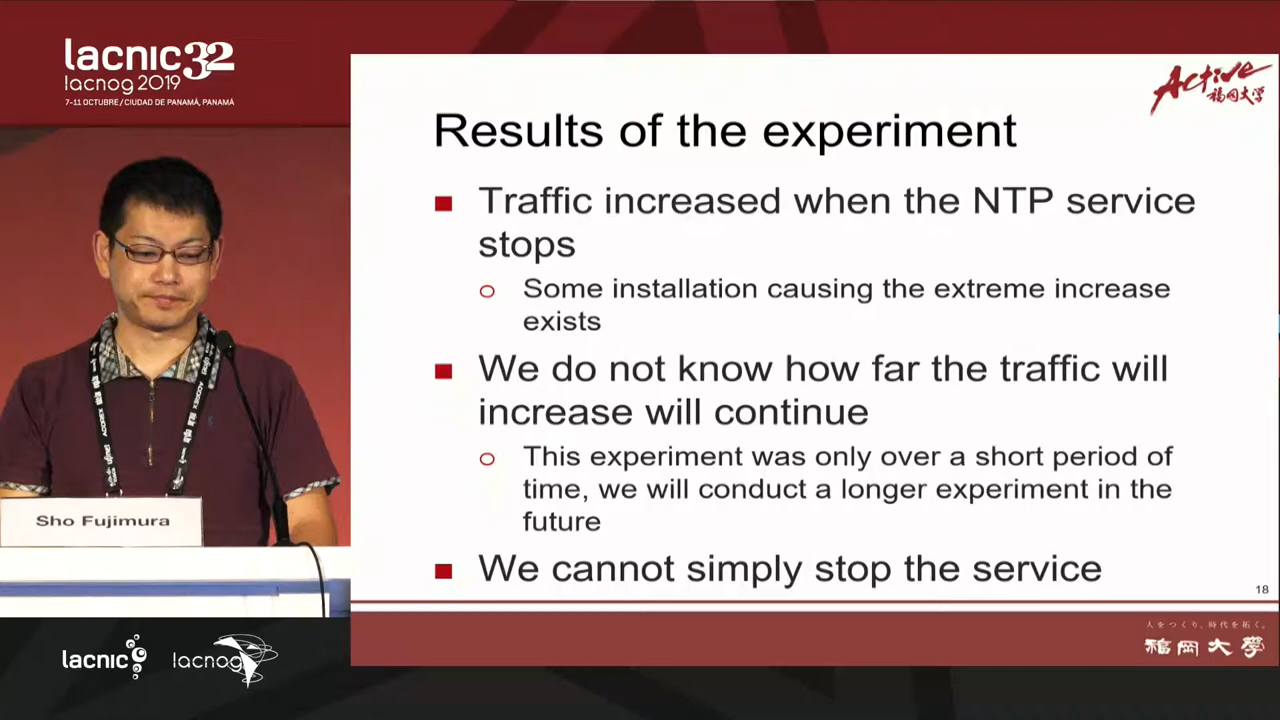 lacnic32
lacnog 2019
7-11 OCTUBRE / CIUDAD DE PANAMÁ, PANAMÁ
Active
福岡大学
Results of the experiment
Traffic increased when the NTP service
stops
Some installation causing the extreme increase
exists
We do not know how far the traffic will
increase will continue
This experiment was only over a short period of
time, we will conduct a longer experiment in the
future
We cannot simply stop the service
18
人をつくり、時代を拓く。
福岡大學
Sho Fujimura
lacnic
lacnog